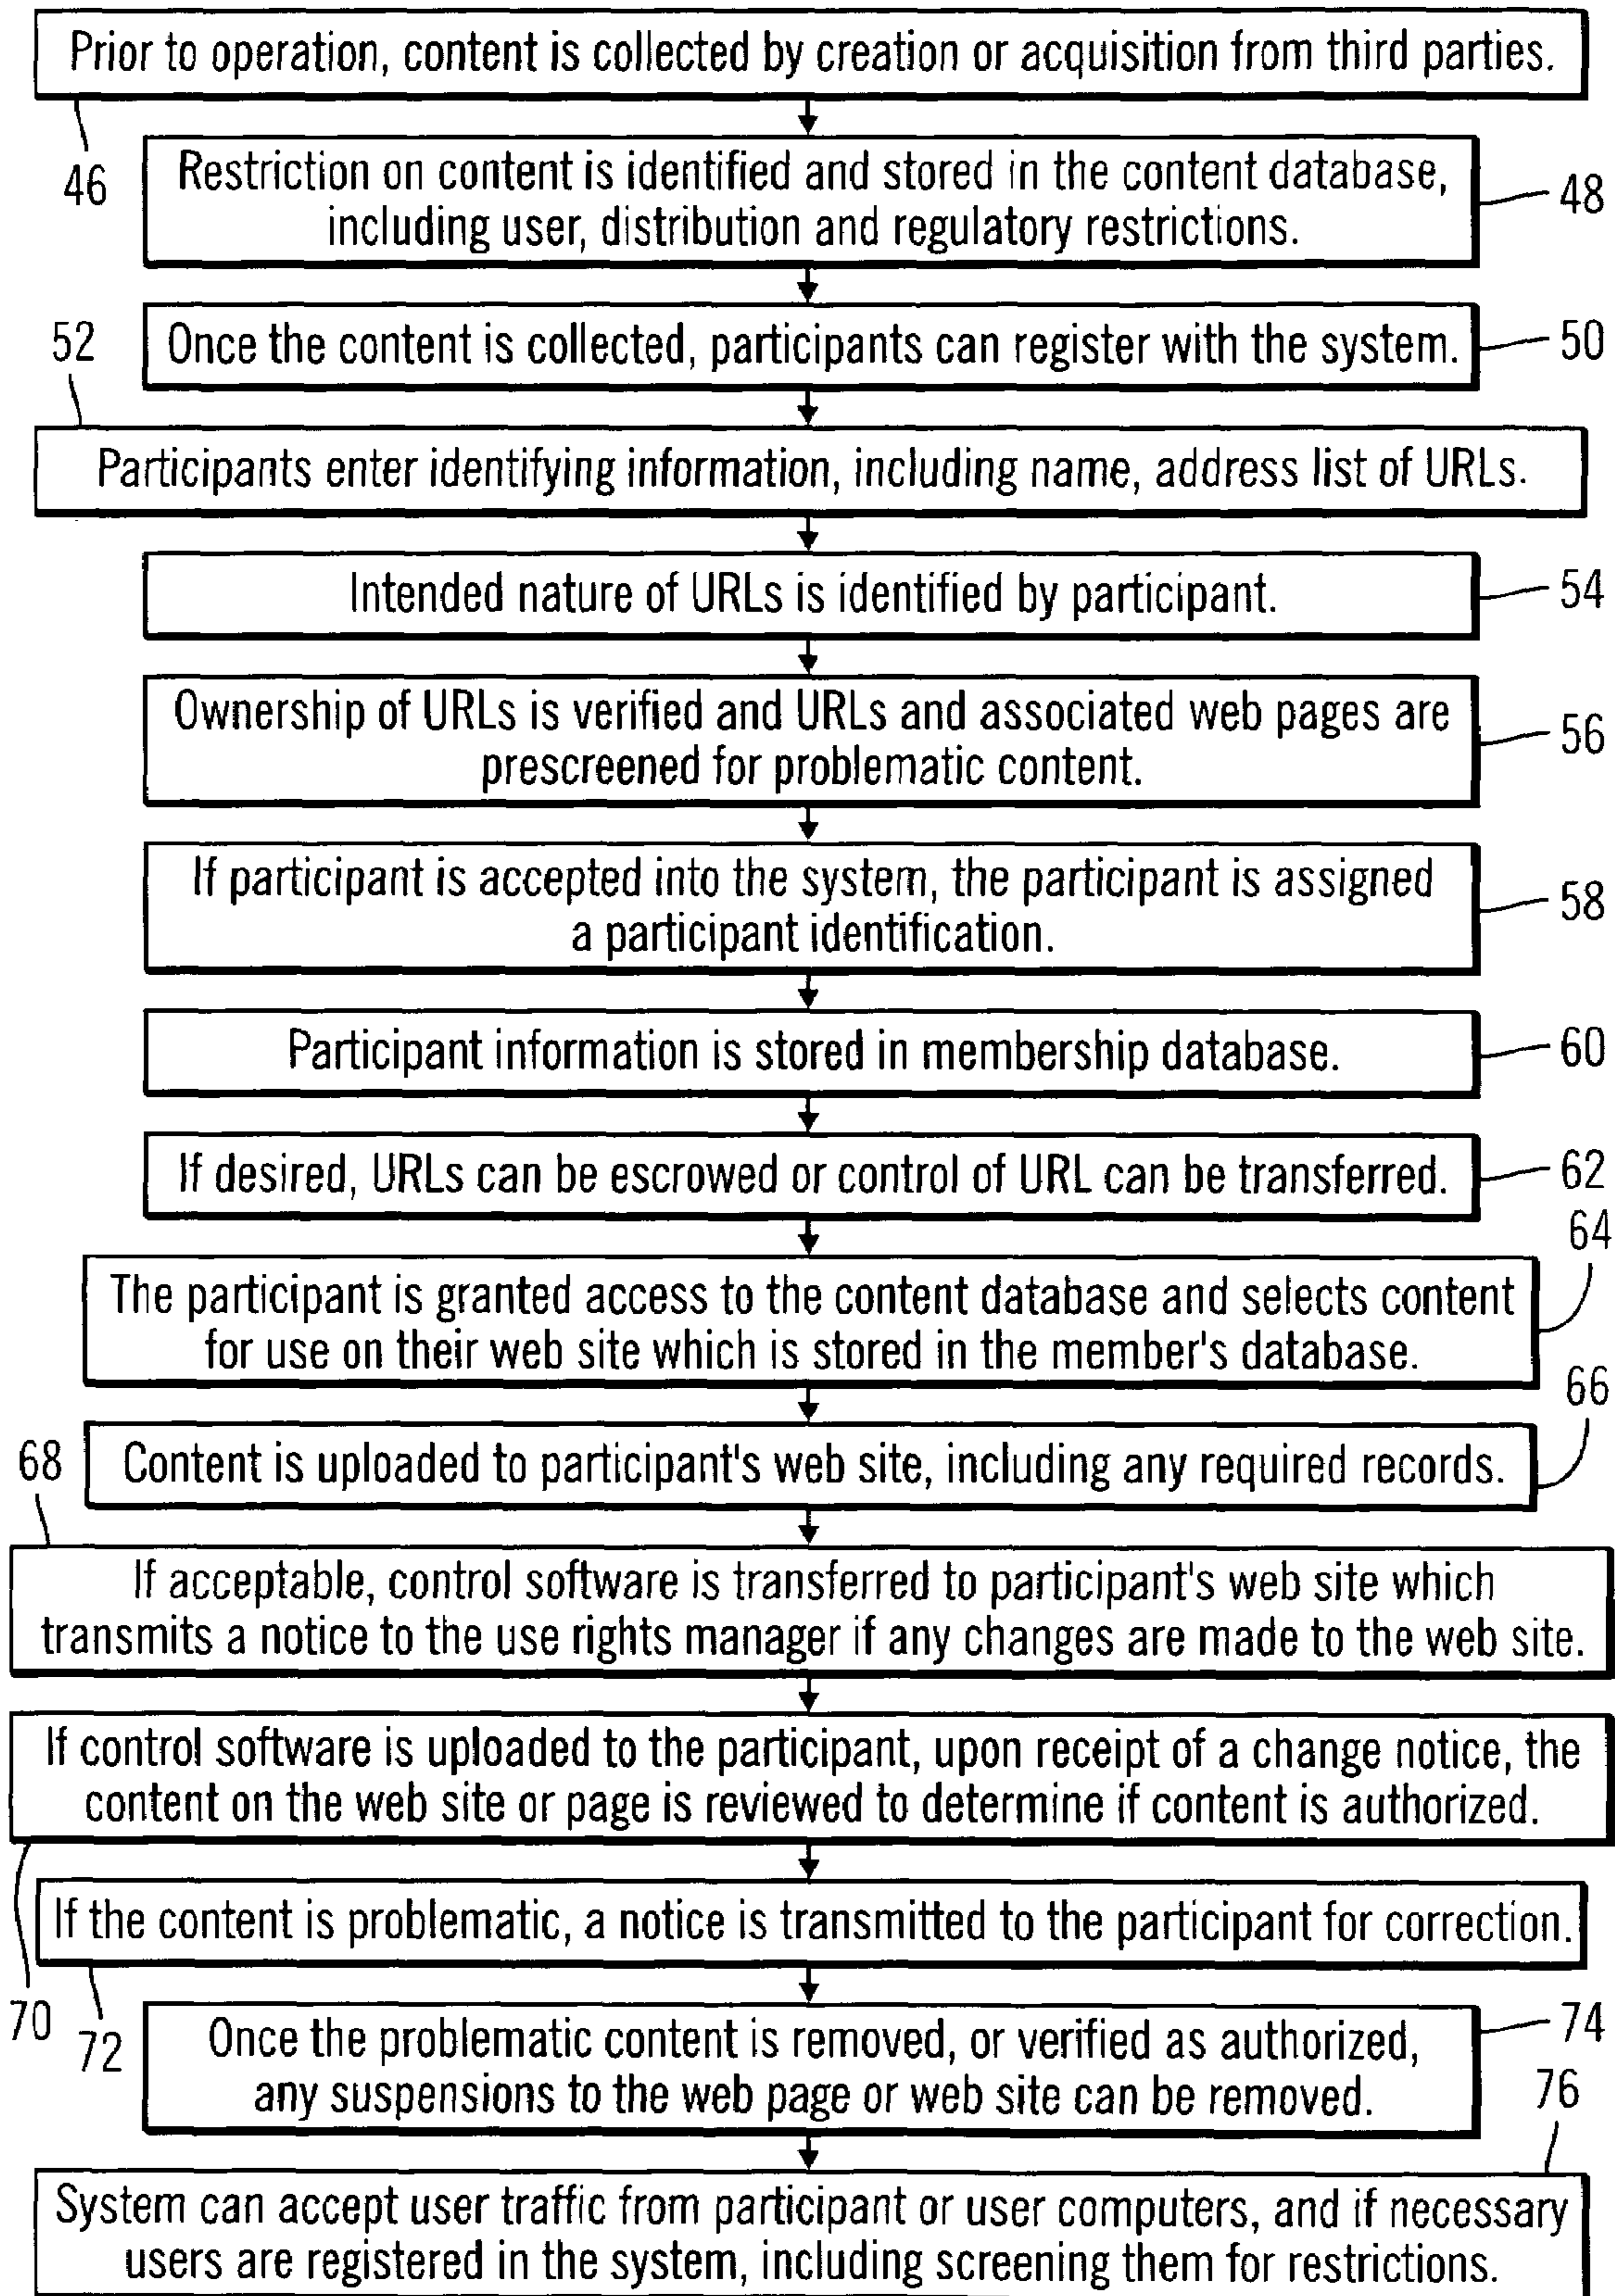 Prior to operation, content is collected by creation or acquisition from third parties.
46
Restriction on content is identified and stored in the content database,
including user, distribution and regulatory restrictions.
48
Once the content is collected, participants can register with the system.
50
52
Participants enter identifying information, including name, address list of URLs.
Intended nature of URLs is identified by participant.
54
Ownership of URLs is verified and URLs and associated web pages are
prescreened for problematic content.
56
If participant is accepted into the system, the participant is assigned
a participant identification.
58
Participant information is stored in membership database.
60
If desired, URLs can be escrowed or control of URL can be transferred.
62
64
The participant is granted access to the content database and selects content
for use on their web site which is stored in the member's database.
66
Content is uploaded to participant's web site, including any required records.
68
If acceptable, control software is transferred to participant's web site which
transmits a notice to the use rights manager if any changes are made to the web site.
If control software is uploaded to the participant, upon receipt of a change notice, the
content on the web site or page is reviewed to determine if content is authorized.
70
If the content is problematic, a notice is transmitted to the participant for correction.
72
Once the problematic content is removed, or verified as authorized,
any suspensions to the web page or web site can be removed.
74
76
System can accept user traffic from participant or user computers, and if necessary
users are registered in the system, including screening them for restrictions.